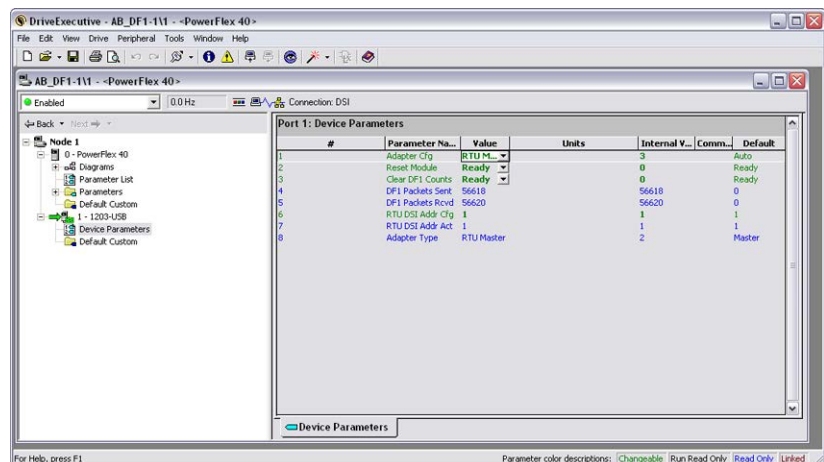 DriveExecutive - AB_DF1-1\1 - <PowerFlex 40>
File Edit View Drive Peripheral Tools Window Help
AB_DF1-1\1 - <PowerFlex 40>
Enabled 0.0 Hz Connection: DSI
Back Next
Node 1
0 - PowerFlex 40
Diagrams
Parameter List
Parameters
Default Custom
1 - 1203-USB
Device Parameters
Default Custom
Port 1: Device Parameters
# Parameter Na... Value Units Internal V... Comm... Default
1 Adapter Cfg RTU M... 3 Auto
2 Reset Module Ready 0 Ready
3 Clear DF1 Counts Ready 0 Ready
4 DF1 Packets Sent 56618 56618 0
5 DF1 Packets Rcvd 56620 56620 0
6 RTU DSI Addr Cfg 1 1 1
7 RTU DSI Addr Act 1 1 1
8 Adapter Type RTU Master 2 Master
Device Parameters
For Help, press F1 Parameter color descriptions: Changeable Run Read Only Read Only Linked